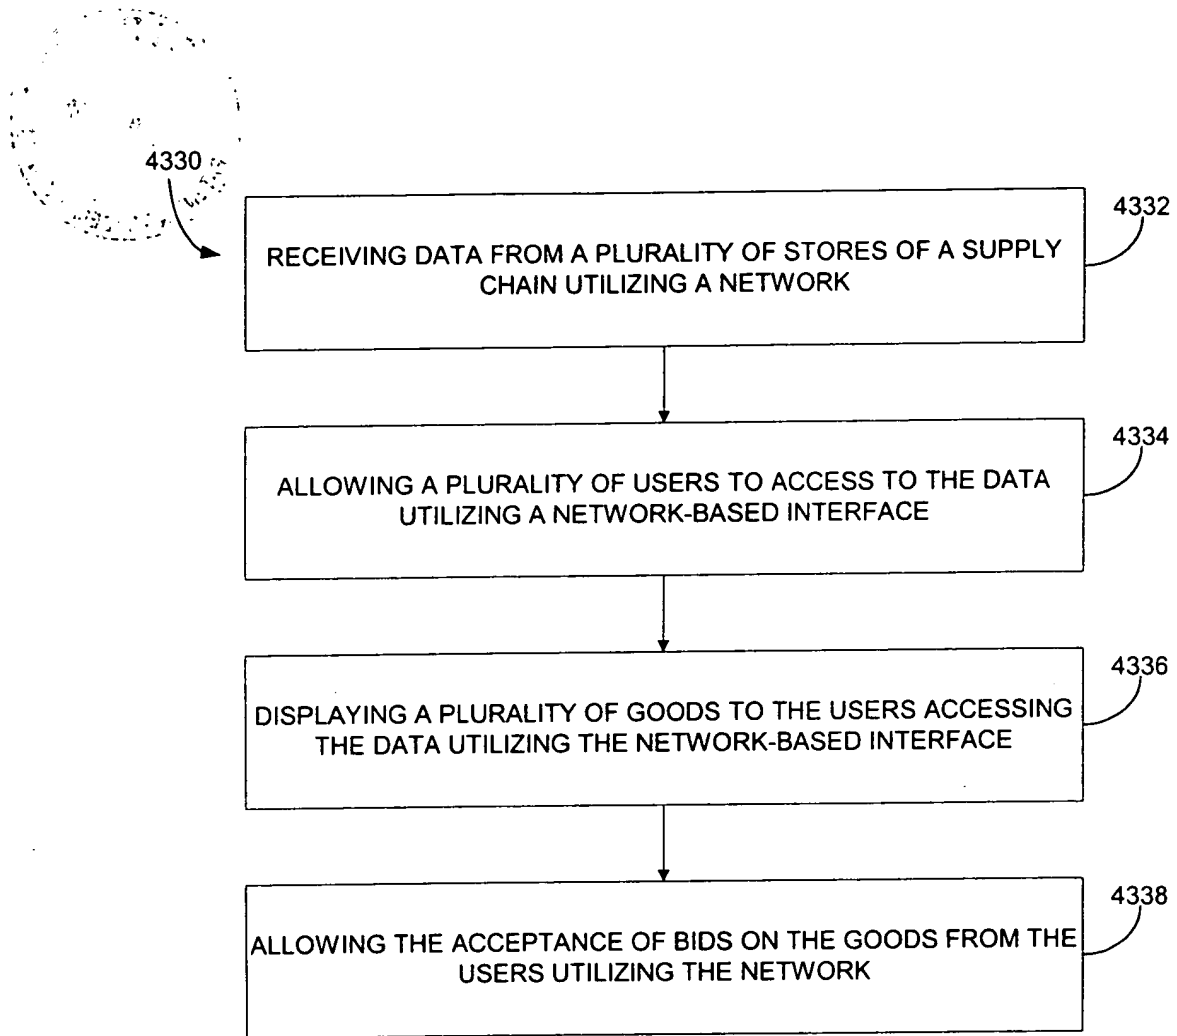 4330
4332
RECEIVING DATA FROM A PLURALITY OF STORES OF A SUPPLY
CHAIN UTILIZING A NETWORK
4334
ALLOWING A PLURALITY OF USERS TO ACCESS TO THE DATA
UTILIZING A NETWORK-BASED INTERFACE
4336
DISPLAYING A PLURALITY OF GOODS TO THE USERS ACCESSING
THE DATA UTILIZING THE NETWORK-BASED INTERFACE
4338
ALLOWING THE ACCEPTANCE OF BIDS ON THE GOODS FROM THE
USERS UTILIZING THE NETWORK